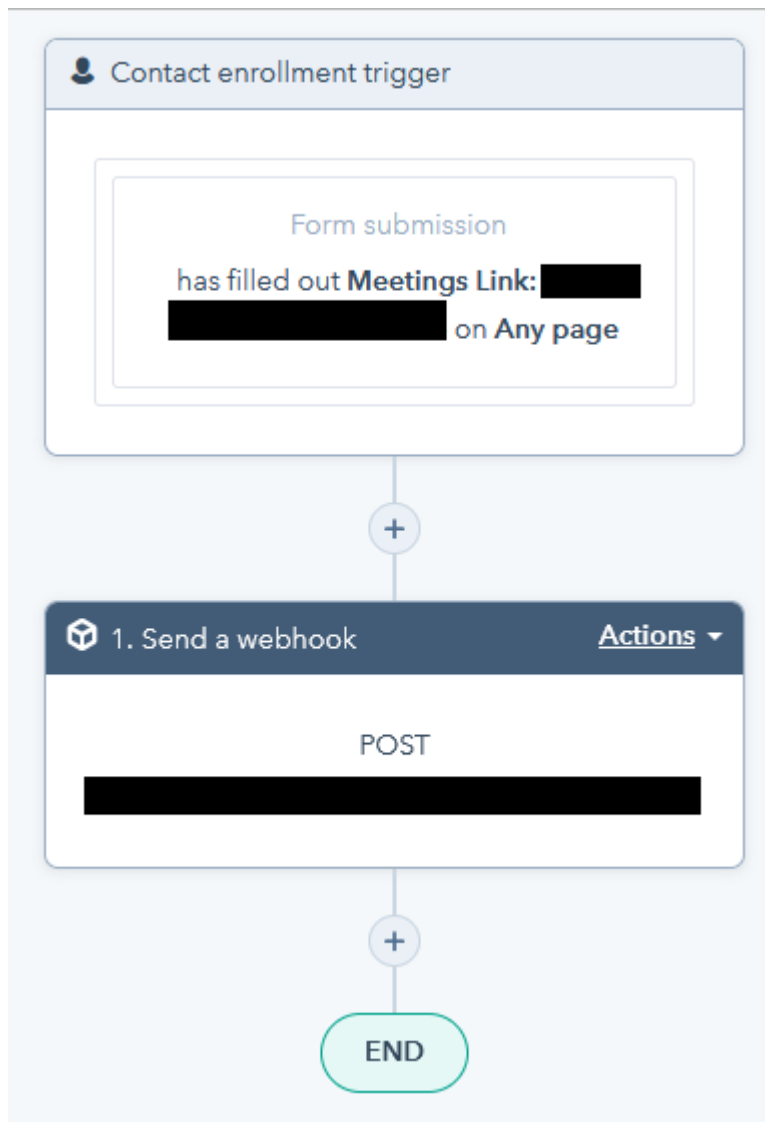 Contact enrollment trigger
Form submission
has filled out Meetings Link:
on Any page
+
1. Send a webhook
Actions
POST
+
END